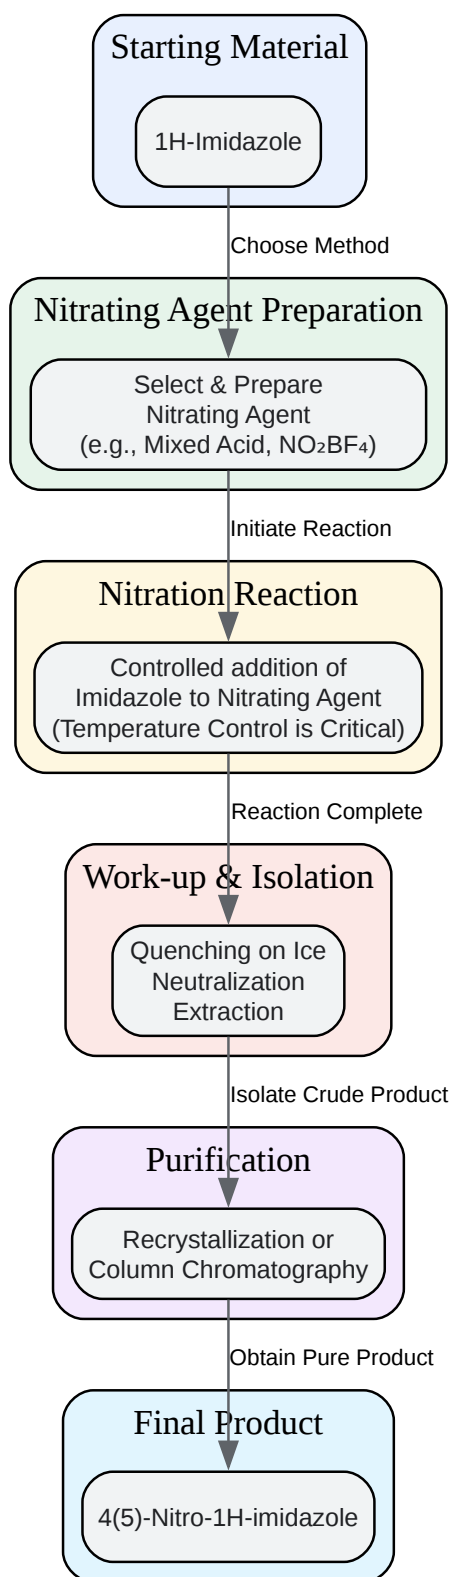 Starting Material
1H-Imidazole
Choose Method
Nitrating Agent Preparation
Select & Prepare
Nitrating Agent
(e.g., Mixed Acid, NO₂BF₄)
Initiate Reaction
Nitration Reaction
Controlled addition of
Imidazole to Nitrating Agent
(Temperature Control is Critical)
Reaction Complete
Work-up & Isolation
Quenching on Ice
Neutralization
Extraction
Isolate Crude Product
Purification
Recrystallization or
Column Chromatography
Obtain Pure Product
Final Product
4(5)-Nitro-1H-imidazole